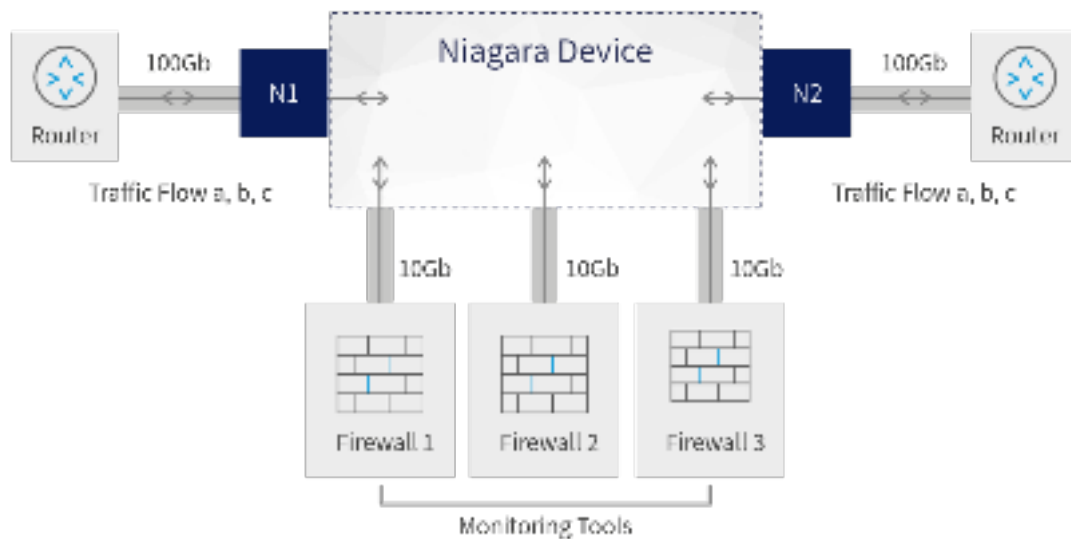 Niagara Device
100Gb
N1
N2
100Gb
Router
Router
Traffic Flow a, b, c
Traffic Flow a, b, c
10Gb
10Gb
10Gb
Firewall 1
Firewall 2
Firewall 3
Monitoring Tools